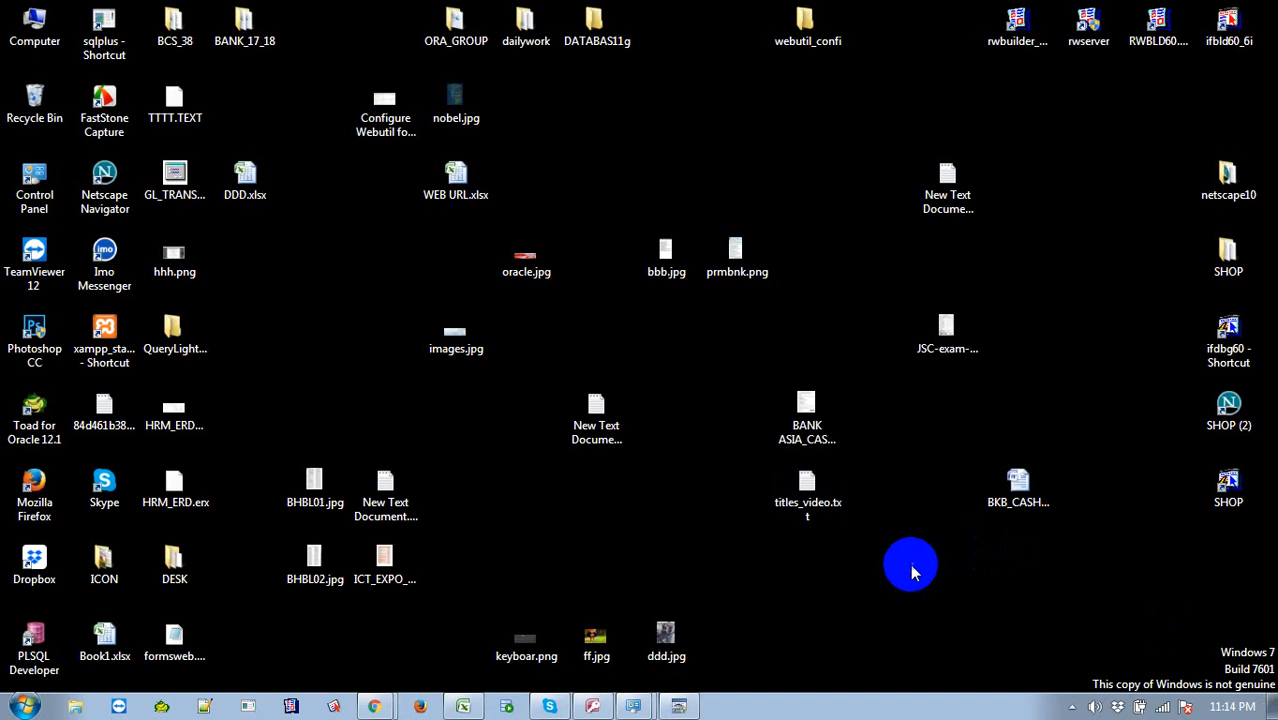 Computer
sqlplus -
Shortcut
BCS_38
BANK_17_18
ORA_GROUP
dailywork
DATABAS11g
webutil_confi
rwbuilder_...
rwserver
RWBLD60....
ifbld60_6i
Recycle Bin
FastStone
Capture
TTTT.TEXT
Configure
Webutil fo...
nobel.jpg
Control
Panel
Netscape
Navigator
GL_TRANS...
DDD.xlsx
WEB URL.xlsx
New Text
Docume...
netscape10
TeamViewer
12
Imo
Messenger
hhh.png
oracle.jpg
bbb.jpg
prmbnk.png
SHOP
Photoshop
CC
xampp_sta...
- Shortcut
QueryLight...
images.jpg
JSC-exam-...
ifdbg60 -
Shortcut
Toad for
Oracle 12.1
84d461b38...
HRM_ERD...
New Text
Docume...
BANK
ASIA_CAS...
SHOP (2)
Mozilla
Firefox
Skype
HRM_ERD.erx
BHBL01.jpg
New Text
Document....
titles_video.tx
t
BKB_CASH...
SHOP
Dropbox
ICON
DESK
BHBL02.jpg
ICT_EXPO_...
PLSQL
Developer
Book1.xlsx
formsweb....
keyboar.png
ff.jpg
ddd.jpg
Windows 7
Build 7601
This copy of Windows is not genuine
11:14 PM